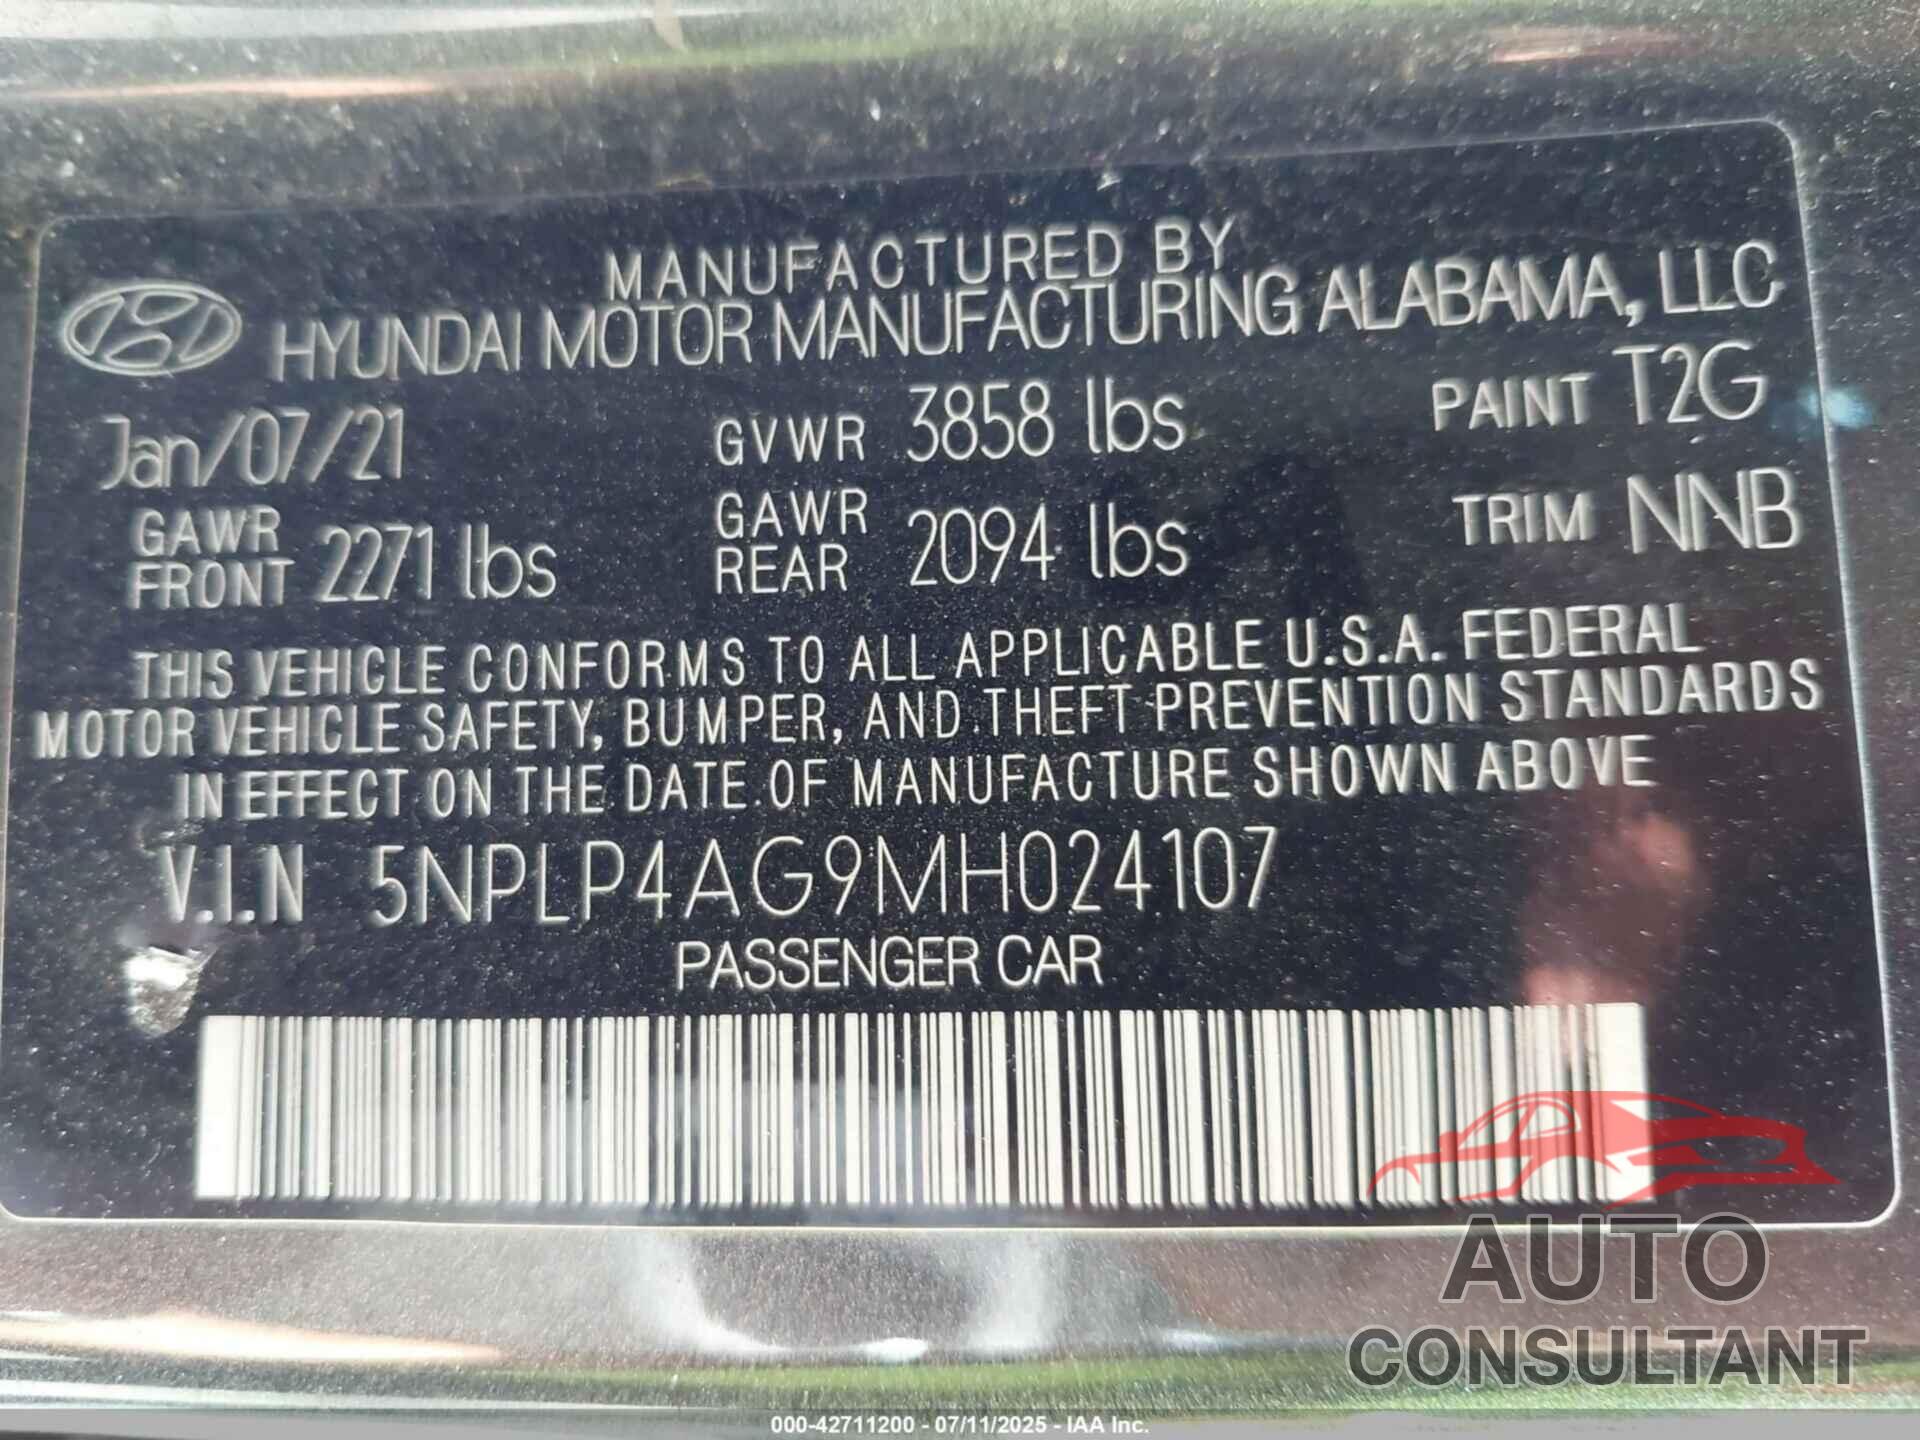 MANUFACTURED BY
HYUNDAI MOTOR MANUFACTURING ALABAMA, LLC
Jan/07/21 GVWR 3858 lbs PAINT T2G
GAWR FRONT 2271 lbs GAWR REAR 2094 lbs TRIM NNB
THIS VEHICLE CONFORMS TO ALL APPLICABLE U.S.A. FEDERAL
MOTOR VEHICLE SAFETY, BUMPER, AND THEFT PREVENTION STANDARDS
IN EFFECT ON THE DATE OF MANUFACTURE SHOWN ABOVE
V.I.N 5NPLP4AG9MH024107
PASSENGER CAR
AUTO
CONSULTANT
000-42711200 - 07/11/2025 - IAA Inc.